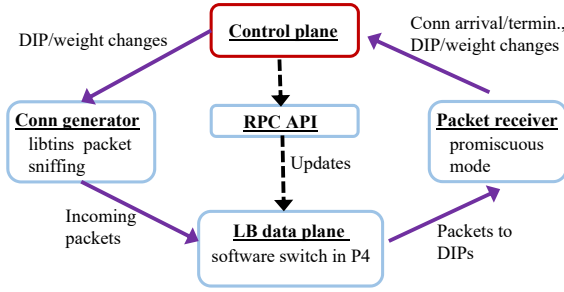 DIP/weight changes
Control plane
Conn arrival/termin.,
DIP/weight changes
Conn generator
libtins packet
sniffing
RPC API
Packet receiver
promiscuous
mode
Updates
Incoming
packets
LB data plane
software switch in P4
Packets to
DIPs